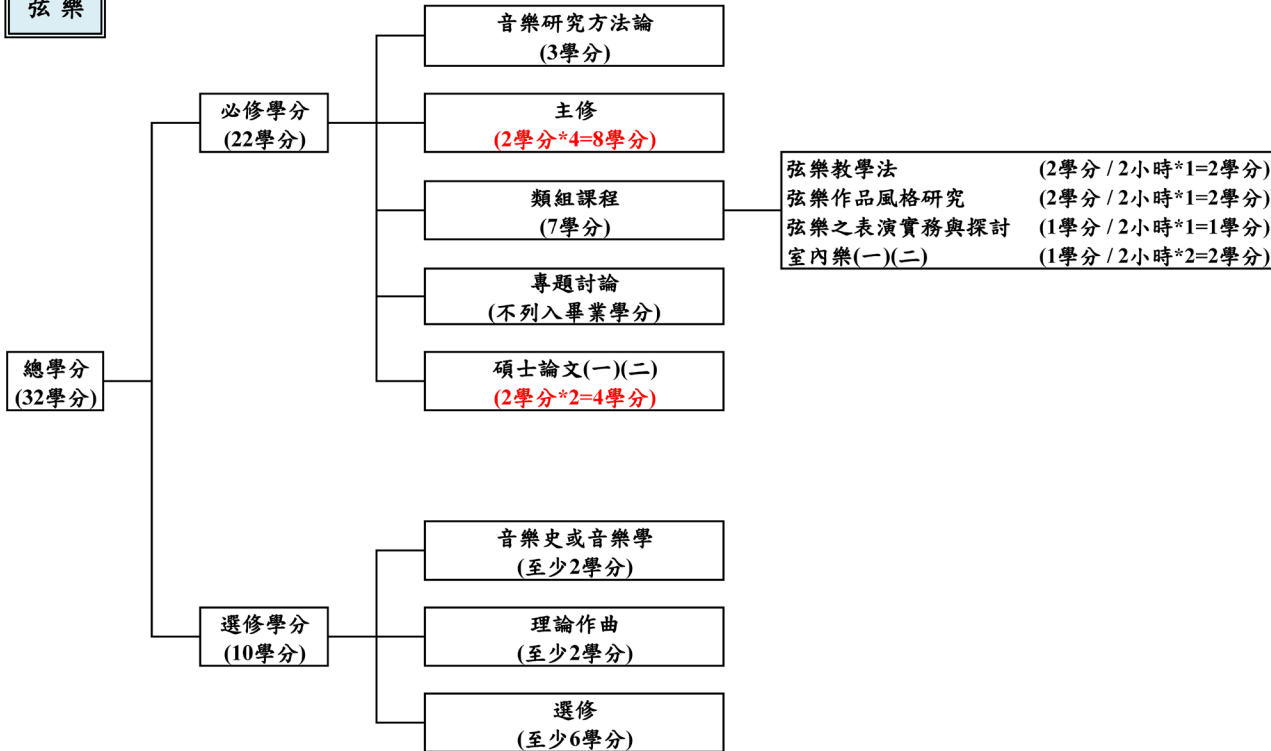 弦樂
總學分
(32學分)
必修學分
(22學分)
音樂研究方法論
(3學分)
主修
(2學分*4=8學分)
類組課程
(7學分)
弦樂教學法 (2學分 / 2小時*1=2學分)
弦樂作品風格研究 (2學分 / 2小時*1=2學分)
弦樂之表演實務與探討 (1學分 / 2小時*1=1學分)
室內樂(一)(二) (1學分 / 2小時*2=2學分)
專題討論
(不列入畢業學分)
碩士論文(一)(二)
(2學分*2=4學分)
選修學分
(10學分)
音樂史或音樂學
(至少2學分)
理論作曲
(至少2學分)
選修
(至少6學分)